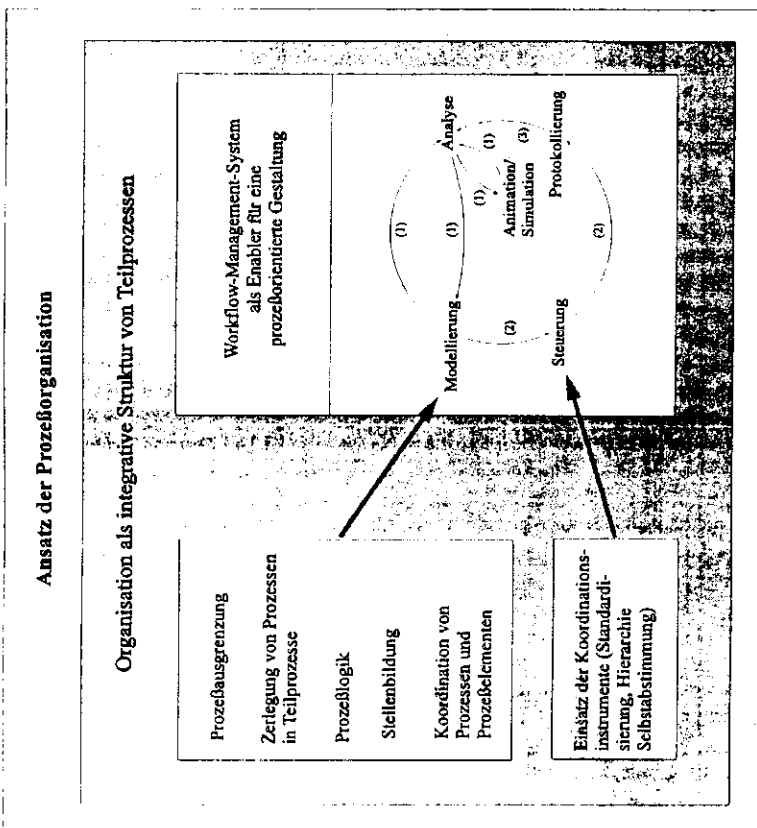 Ansatz der Prozeßorganisation
Organisation als integrative Struktur von Teilprozessen
Prozeßausgrenzung
Zerlegung von Prozessen
in Teilprozesse
Prozeßlogik
Stellenbildung
Koordination von
Prozessen und
Prozeßelementen
Einsatz der Koordinations-
instrumente (Standardi-
sierung, Hierarchie
Selbstabstimmung)
Workflow-Management-System
als Enabler für eine
prozeßorientierte Gestaltung
Modellierung
(1)
(1)
Analyse
(1)
(1)
Animation/
Simulation
(3)
(2)
Steuerung
Protokollierung
(2)